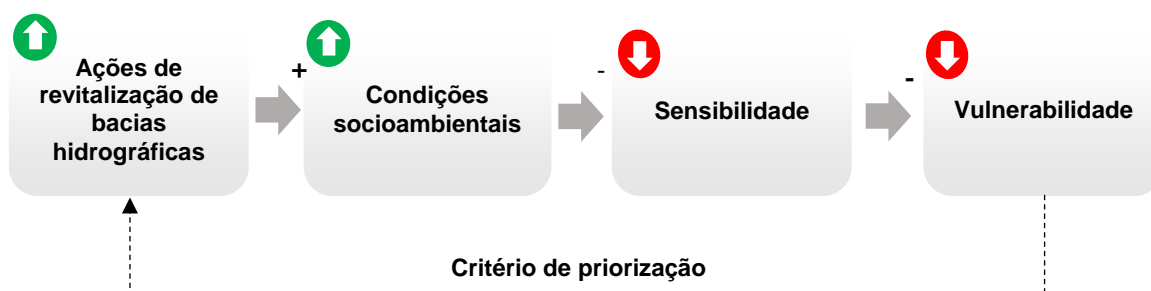 Ações de
revitalização de
bacias
hidrográficas
+
Condições
socioambientais
-
Sensibilidade
-
Vulnerabilidade
Critério de priorização